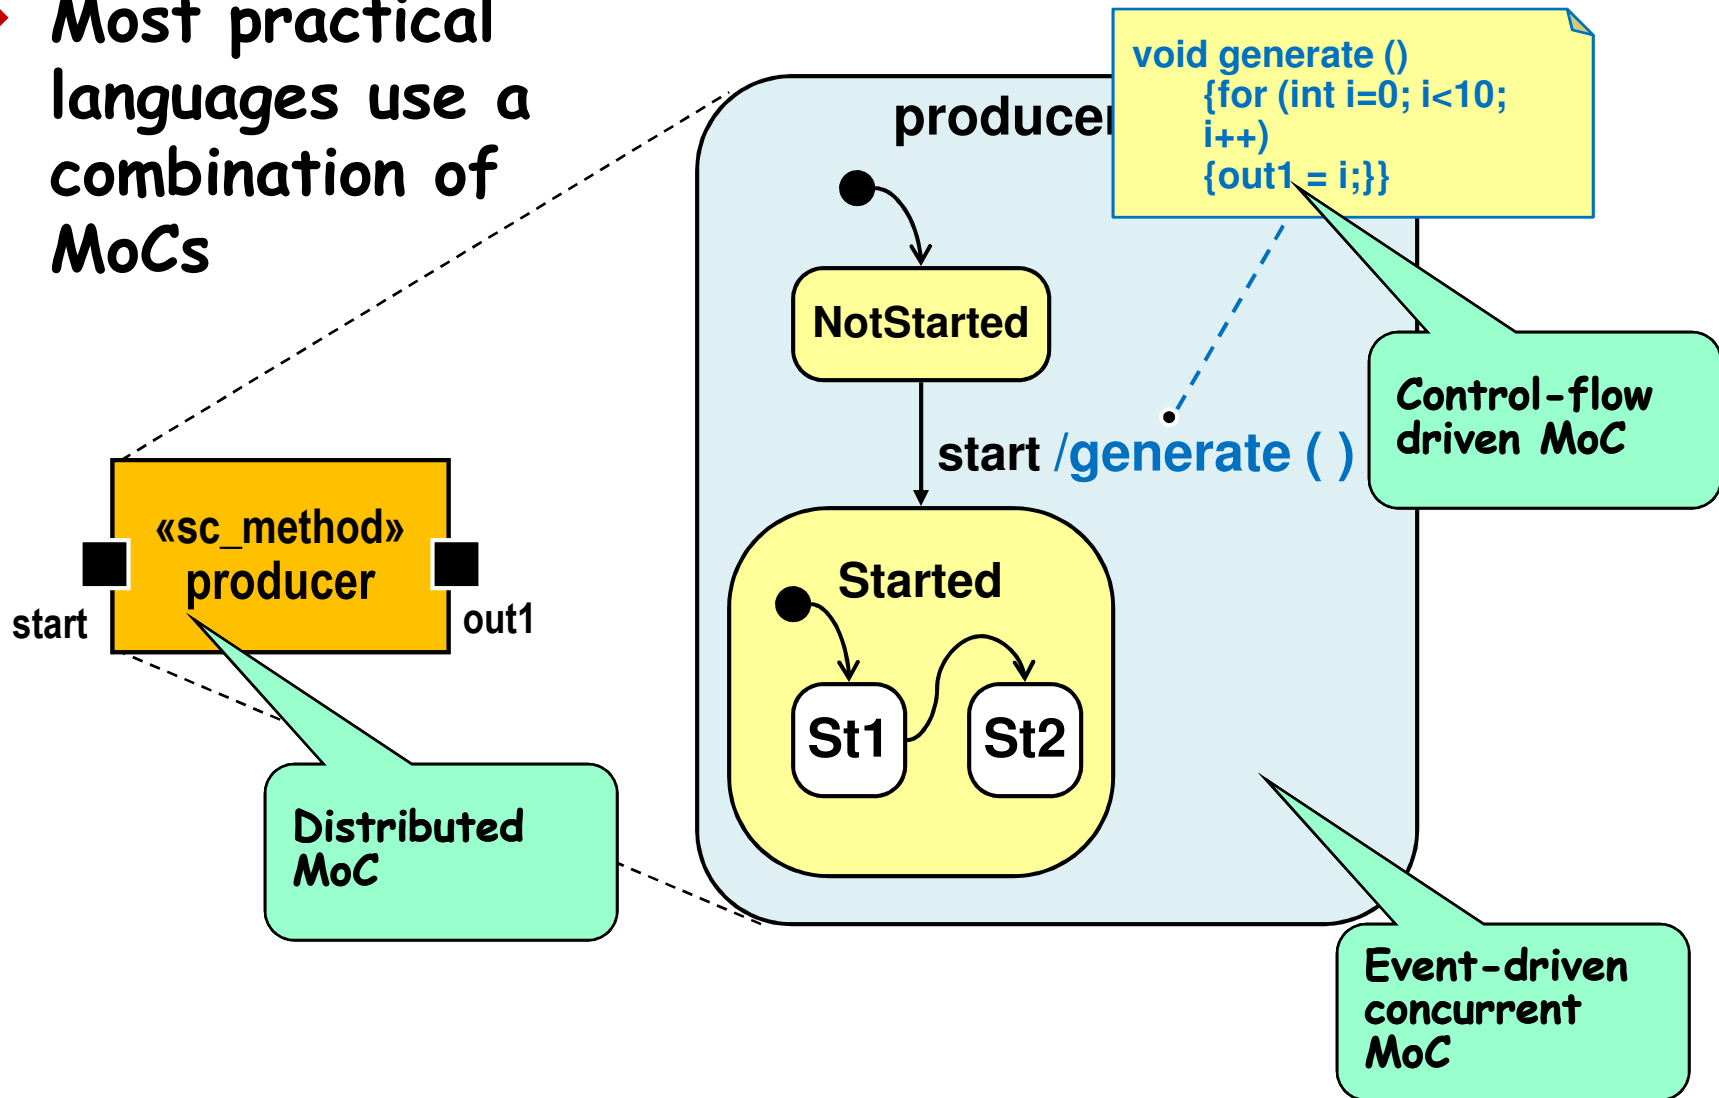 Most practical
languages use a
combination of
MoCs
void generate ()
{for (int i=0; i<10;
i++)
{out1 = i;}}
producer
NotStarted
Control-flow
driven MoC
start /generate ( )
«sc_method»
producer
start
out1
Started
St1
St2
Distributed
MoC
Event-driven
concurrent
MoC